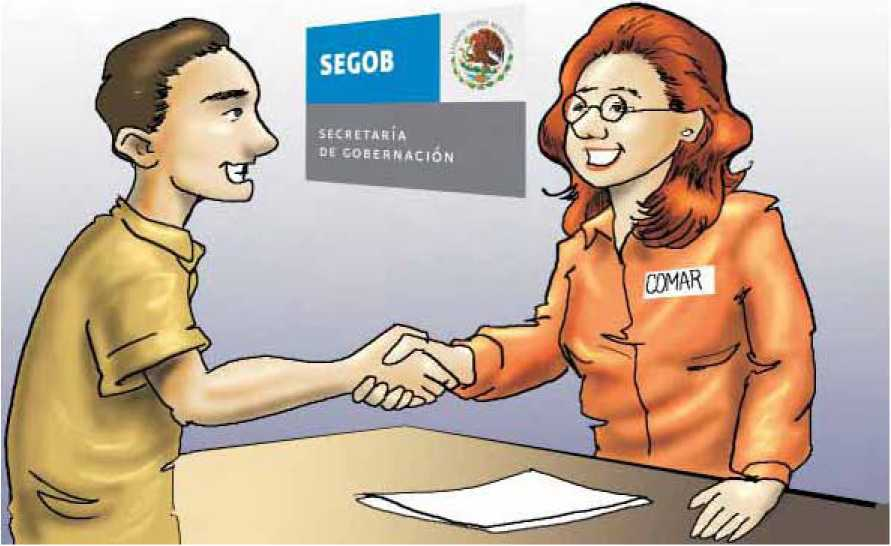 SEGOB
SECRETARÍA
DE GOBERNACIÓN
COMAR